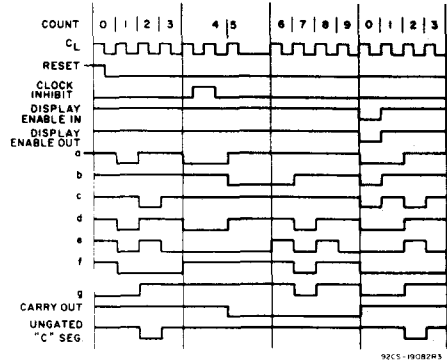 COUNT 0 1 2 3 4 5 6 7 8 9 0 1 2 3
CL
RESET
CLOCK
INHIBIT
DISPLAY
ENABLE IN
DISPLAY
ENABLE OUT
a
b
c
d
e
f
g
CARRY OUT
UNGATED
"C" SEG.
92CS-19082R3